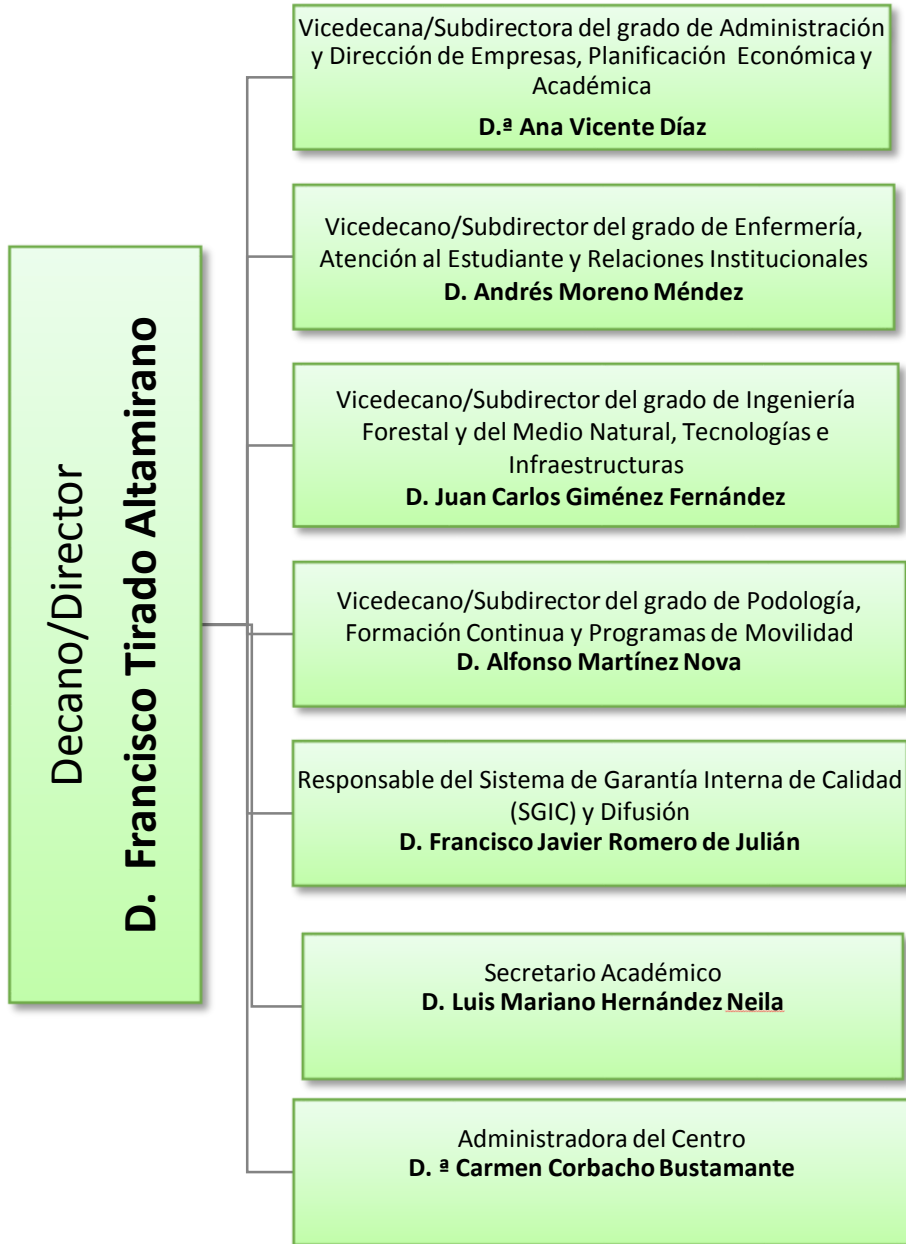 Decano/Director
D. Francisco Tirado Altamirano
Vicedecana/Subdirectora del grado de Administración
y Dirección de Empresas, Planificación Económica y
Académica
D.ª Ana Vicente Díaz
Vicedecano/Subdirector del grado de Enfermería,
Atención al Estudiante y Relaciones Institucionales
D. Andrés Moreno Méndez
Vicedecano/Subdirector del grado de Ingeniería
Forestal y del Medio Natural, Tecnologías e
Infraestructuras
D. Juan Carlos Giménez Fernández
Vicedecano/Subdirector del grado de Podología,
Formación Continua y Programas de Movilidad
D. Alfonso Martínez Nova
Responsable del Sistema de Garantía Interna de Calidad
(SGIC) y Difusión
D. Francisco Javier Romero de Julián
Secretario Académico
D. Luis Mariano Hernández Neila
Administradora del Centro
D. ª Carmen Corbacho Bustamante